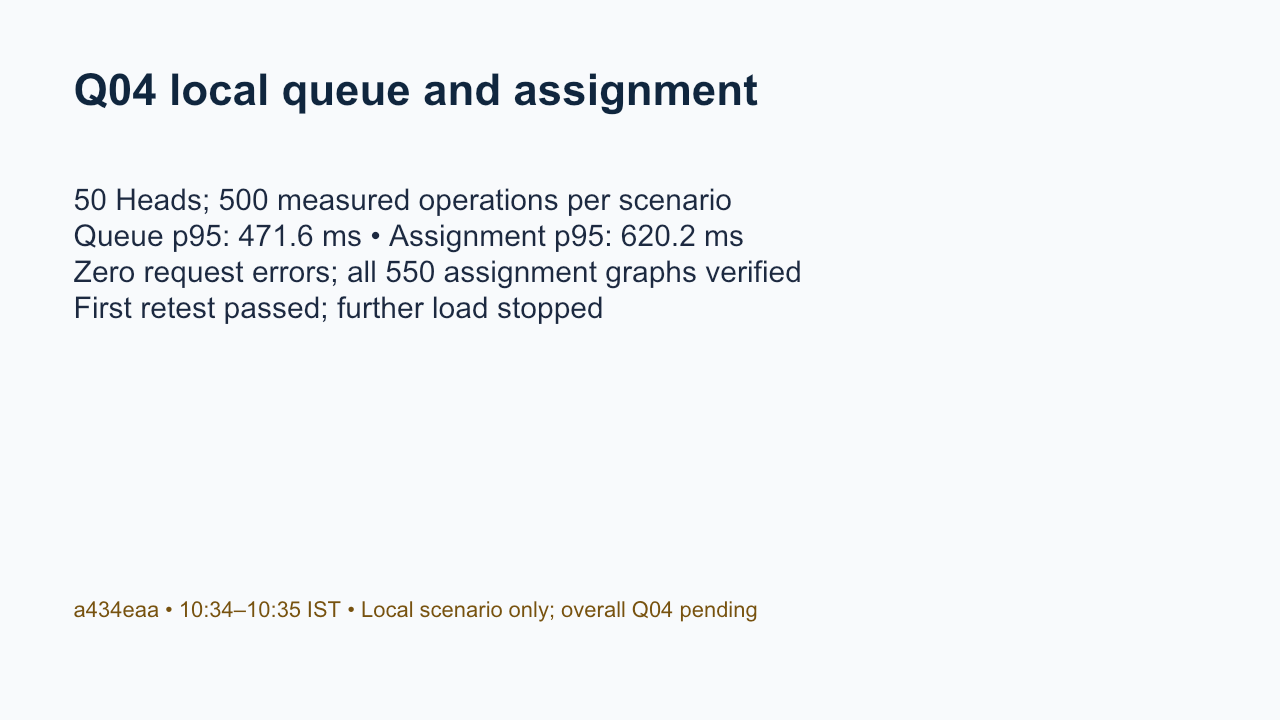 Q04 local queue and assignment
50 Heads; 500 measured operations per scenario
Queue p95: 471.6 ms • Assignment p95: 620.2 ms
Zero request errors; all 550 assignment graphs verified
First retest passed; further load stopped
a434eaa • 10:34–10:35 IST • Local scenario only; overall Q04 pending